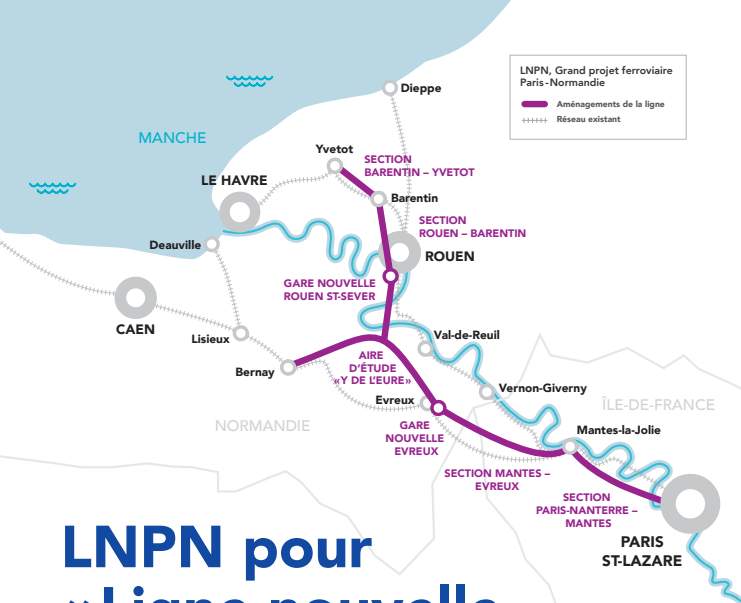 LNPN, Grand projet ferroviaire
Paris-Normandie
Aménagements de la ligne
Réseau existant
Dieppe
MANCHE
Yvetot
SECTION
BARENTIN – YVETOT
LE HAVRE
Barentin
SECTION
ROUEN – BARENTIN
Deauville
ROUEN
GARE NOUVELLE
ROUEN ST-SEVER
CAEN
Lisieux
Val-de-Reuil
AIRE
D'ÉTUDE
«Y DE L'EURE»
Bernay
Vernon-Giverny
Evreux
ÎLE-DE-FRANCE
NORMANDIE
GARE
NOUVELLE
EVREUX
Mantes-la-Jolie
SECTION MANTES –
EVREUX
SECTION
PARIS-NANTERRE –
MANTES
PARIS
ST-LAZARE
LNPN pour
«Ligne nouvelle